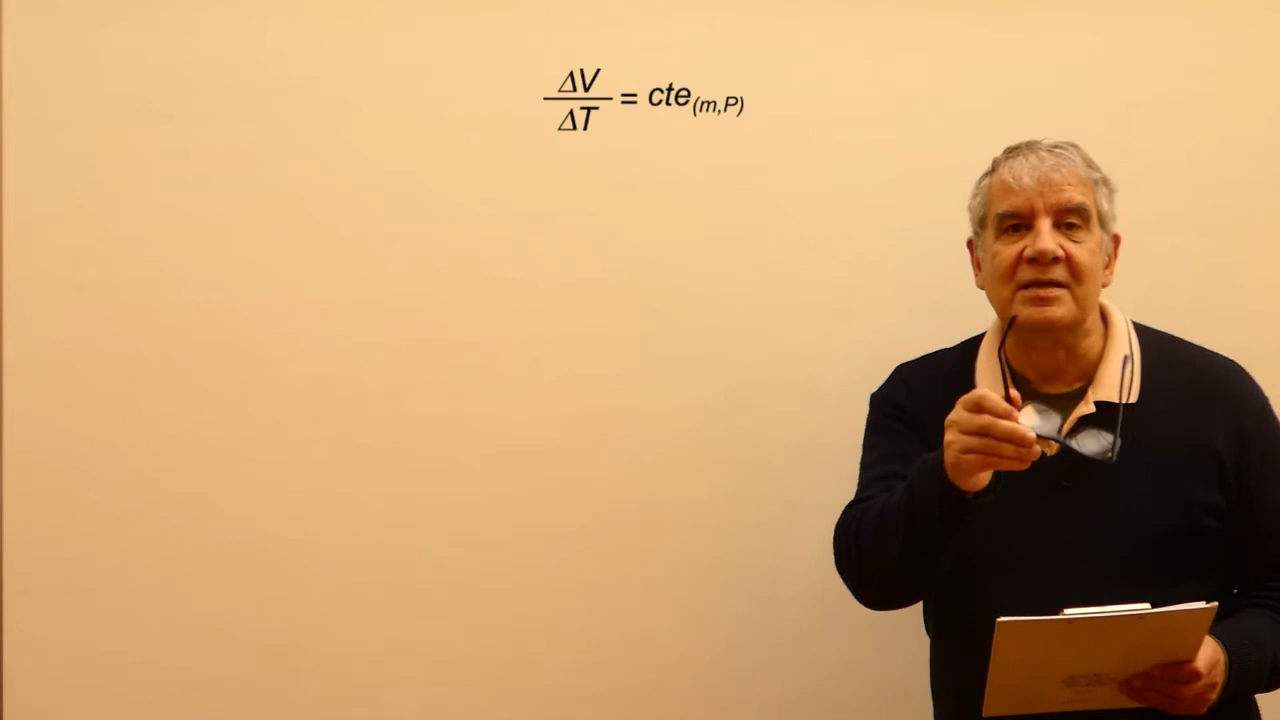 ΔV
ΔT = cte(m,P)